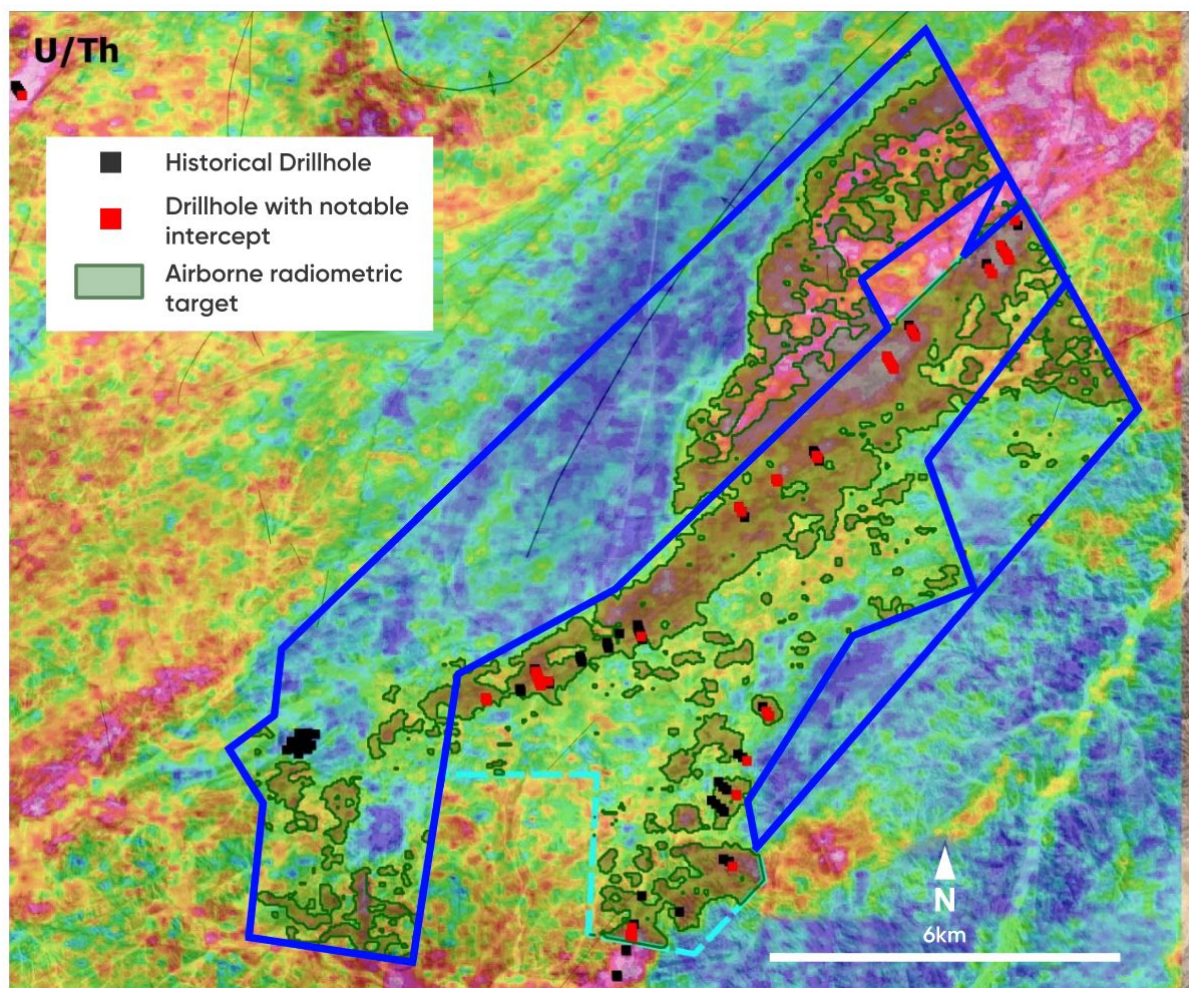 U/Th
Historical Drillhole
Drillhole with notable
intercept
Airborne radiometric
target
N
6km